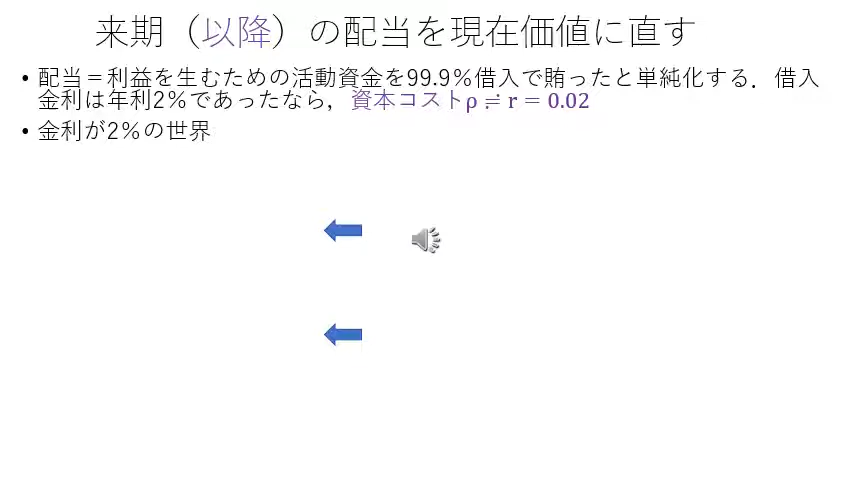 来期（以降）の配当を現在価値に直す
• 配当＝利益を生むための活動資金を99.9％借入で賄ったと単純化する．借入
金利は年利2％であったなら，資本コストρ ≓ r = 0.02
• 金利が2％の世界